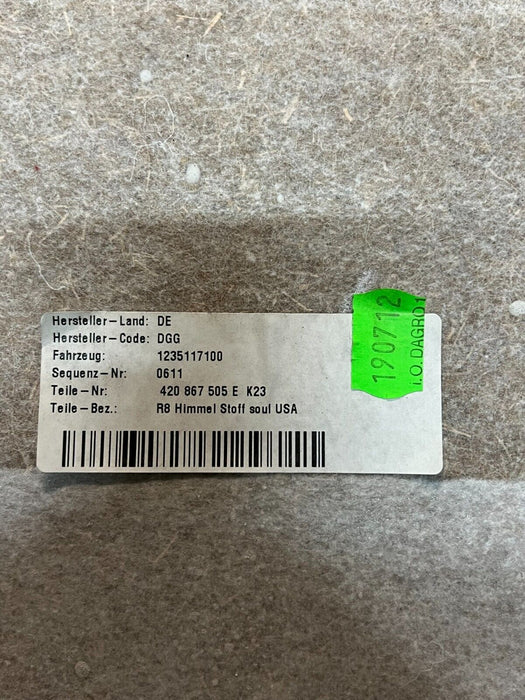 Hersteller-Land: DE
Hersteller-Code: DGG
Fahrzeug: 1235117100
Sequenz-Nr: 0611
Teile-Nr: 420 867 505 E K23
Teile-Bez.: R8 Himmel Stoff soul USA
190712
I.O. DAGRO